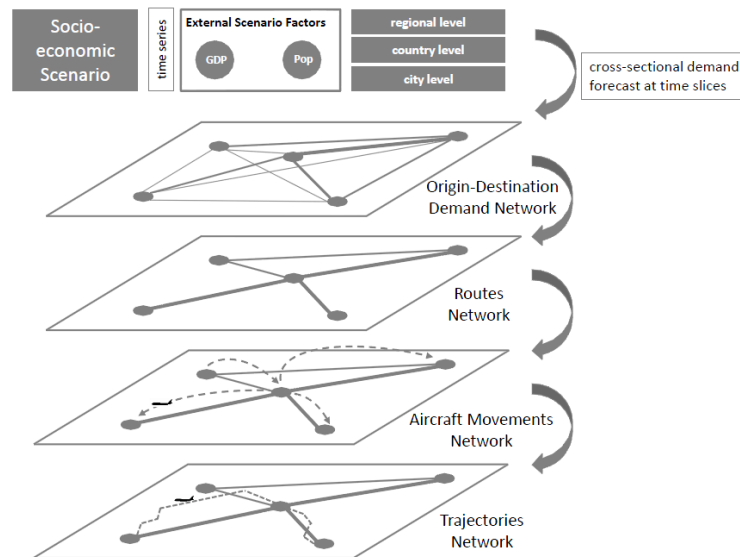 Socio-
economic
Scenario
time series
External Scenario Factors
GDP
Pop
regional level
country level
city level
cross-sectional demand
forecast at time slices
Origin-Destination
Demand Network
Routes
Network
Aircraft Movements
Network
Trajectories
Network